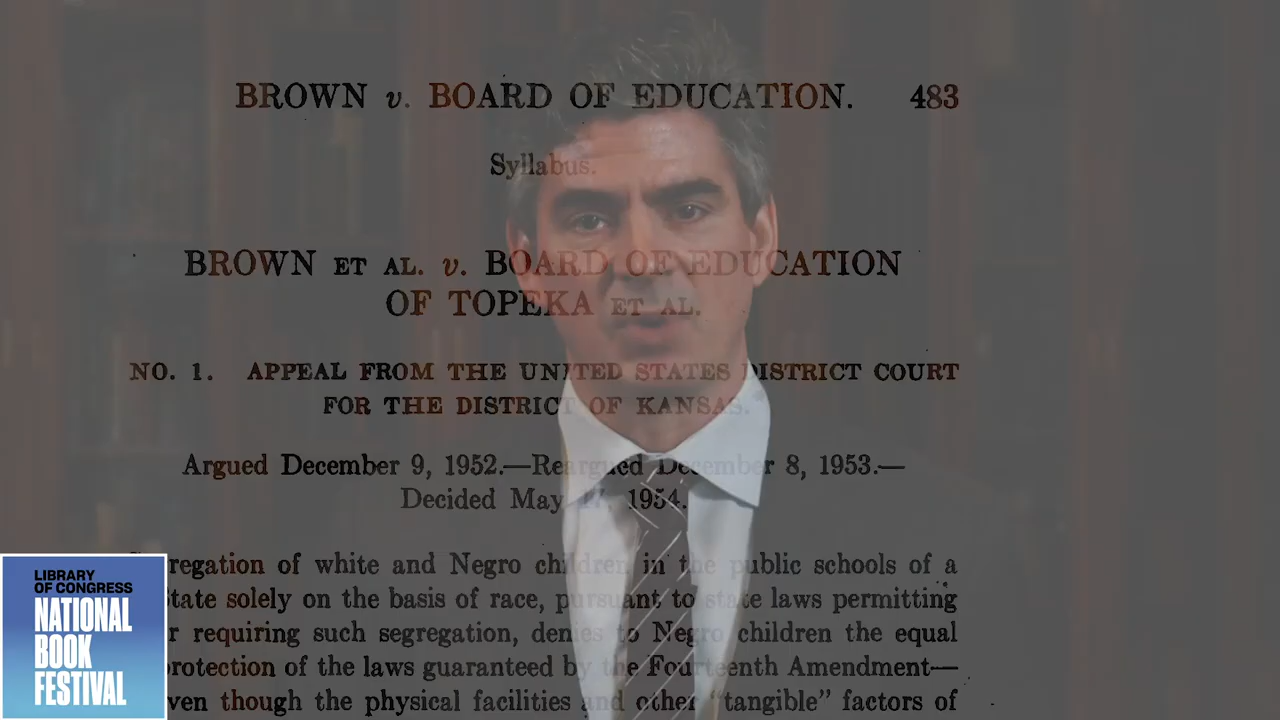 BROWN v. BOARD OF EDUCATION. 483
Syllabus.
BROWN ET AL. v. BOARD OF EDUCATION
OF TOPEKA ET AL.
NO. 1. APPEAL FROM THE UNITED STATES DISTRICT COURT
FOR THE DISTRICT OF KANSAS.
Argued December 9, 1952.—Reargued December 8, 1953.—
Decided May 17, 1954.
regation of white and Negro children in the public schools of a
State solely on the basis of race, pursuant to state laws permitting
r requiring such segregation, denies to Negro children the equal
protection of the laws guaranteed by the Fourteenth Amendment—
ven though the physical facilities and other "tangible" factors of
LIBRARY
OF CONGRESS
NATIONAL
BOOK
FESTIVAL